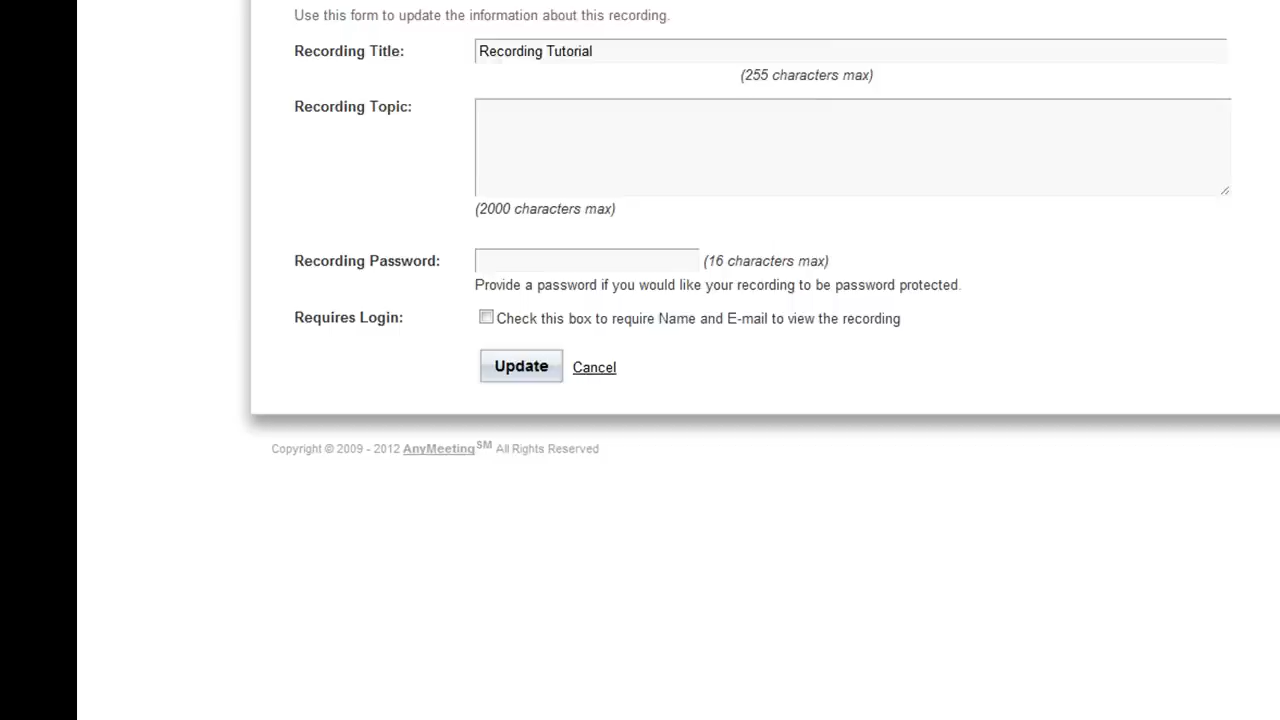 Use this form to update the information about this recording.
Recording Title: Recording Tutorial
(255 characters max)
Recording Topic:
(2000 characters max)
Recording Password: (16 characters max)
Provide a password if you would like your recording to be password protected.
Requires Login: Check this box to require Name and E-mail to view the recording
Update Cancel
Copyright © 2009 - 2012 AnyMeeting SM All Rights Reserved